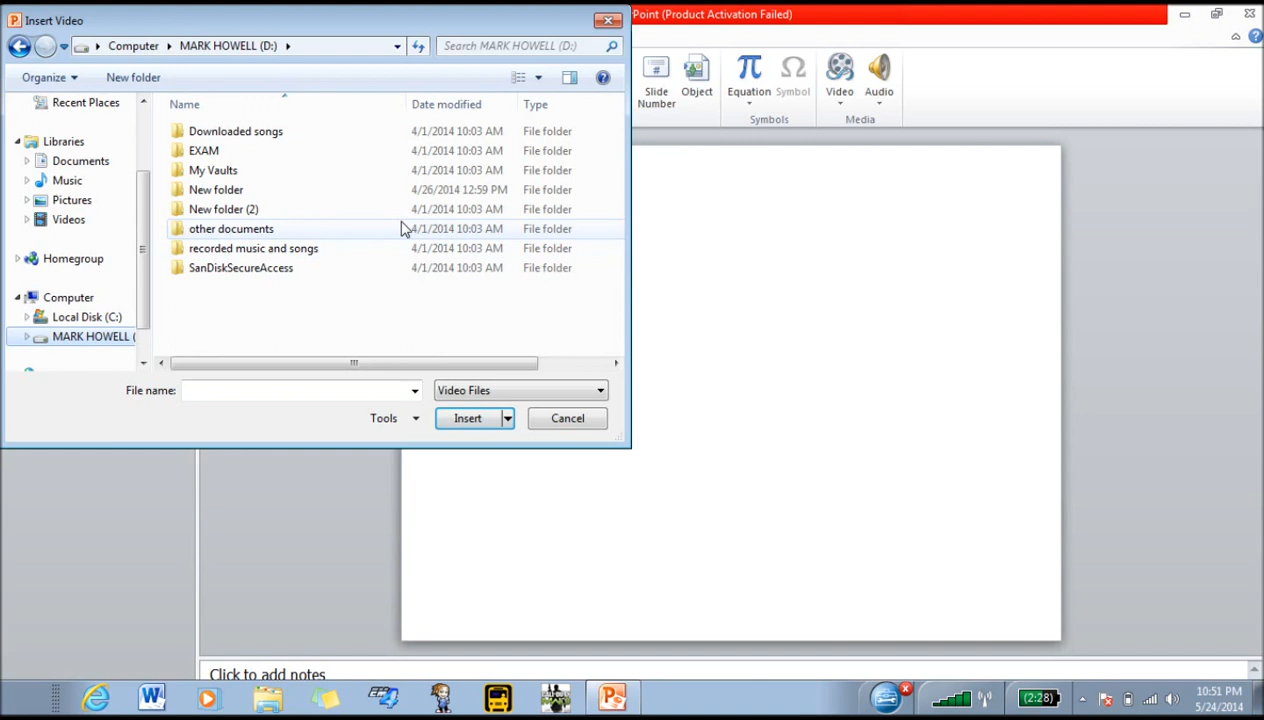 Insert Video
Point (Product Activation Failed)
Computer MARK HOWELL (D:)
Search MARK HOWELL (D:)
Organize New folder
Slide Number
Object
Equation
Symbol
Video
Audio
Symbols
Media
Recent Places
Libraries
Documents
Music
Pictures
Videos
Homegroup
Computer
Local Disk (C:)
MARK HOWELL (
Name Date modified Type
Downloaded songs 4/1/2014 10:03 AM File folder
EXAM 4/1/2014 10:03 AM File folder
My Vaults 4/1/2014 10:03 AM File folder
New folder 4/26/2014 12:59 PM File folder
New folder (2) 4/1/2014 10:03 AM File folder
other documents 4/1/2014 10:03 AM File folder
recorded music and songs 4/1/2014 10:03 AM File folder
SanDiskSecureAccess 4/1/2014 10:03 AM File folder
File name: Video Files
Tools Insert Cancel
Click to add notes
(2:28)
10:51 PM
5/24/2014